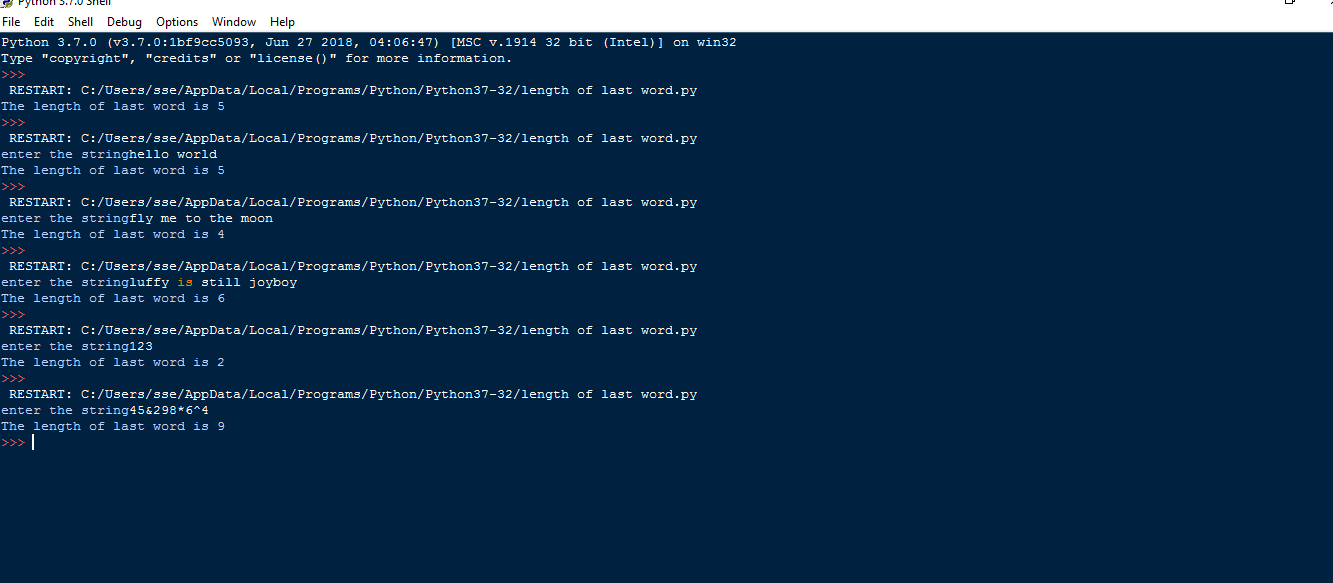 Python 3.7.0 Shell
File Edit Shell Debug Options Window Help
Python 3.7.0 (v3.7.0:1bf9cc5093, Jun 27 2018, 04:06:47) [MSC v.1914 32 bit (Intel)] on win32
Type "copyright", "credits" or "license()" for more information.
>>>
RESTART: C:/Users/sse/AppData/Local/Programs/Python/Python37-32/length of last word.py
The length of last word is 5
>>>
RESTART: C:/Users/sse/AppData/Local/Programs/Python/Python37-32/length of last word.py
enter the stringhello world
The length of last word is 5
>>>
RESTART: C:/Users/sse/AppData/Local/Programs/Python/Python37-32/length of last word.py
enter the stringfly me to the moon
The length of last word is 4
>>>
RESTART: C:/Users/sse/AppData/Local/Programs/Python/Python37-32/length of last word.py
enter the stringluffy is still joyboy
The length of last word is 6
>>>
RESTART: C:/Users/sse/AppData/Local/Programs/Python/Python37-32/length of last word.py
enter the string123
The length of last word is 2
>>>
RESTART: C:/Users/sse/AppData/Local/Programs/Python/Python37-32/length of last word.py
enter the string45&298*6^4
The length of last word is 9
>>>